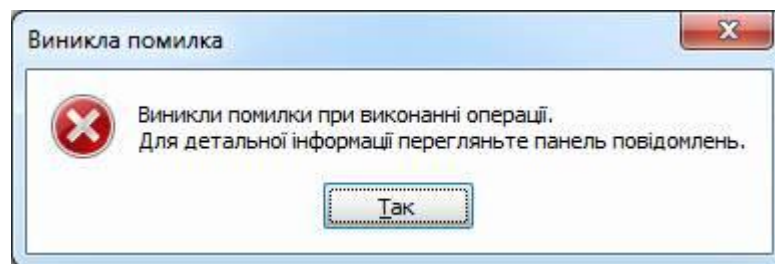 Виникла помилка
Виникли помилки при виконанні операції.
Для детальної інформації перегляньте панель повідомлень.
Так